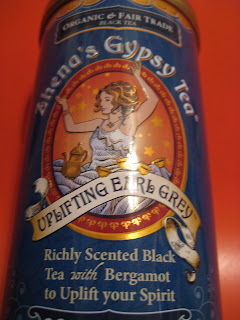 ORGANIC & FAIR TRADE
BLACK TEA
Zhena's Gypsy Tea
UPLIFTING EARL GREY
Richly Scented Black
Tea with Bergamot
to Uplift your Spirit